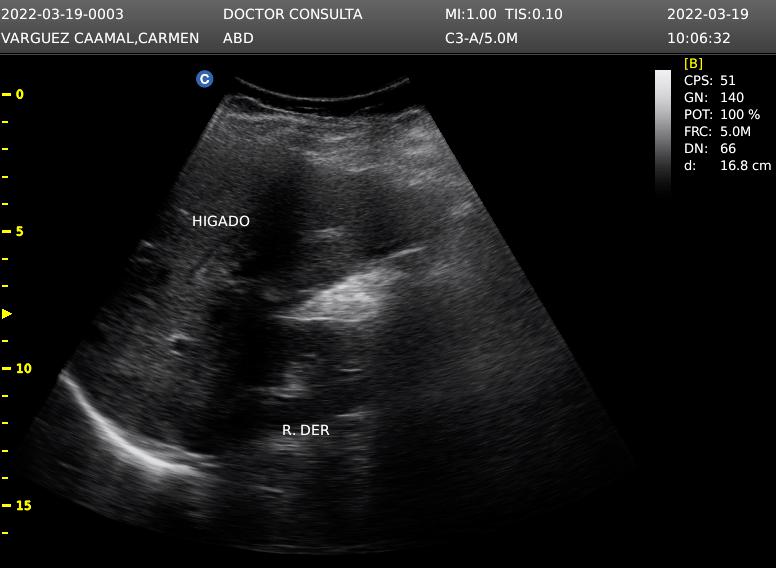 2022-03-19-0003 DOCTOR CONSULTA MI:1.00 TIS:0.10 2022-03-19
VARGUEZ CAAMAL,CARMEN ABD C3-A/5.0M 10:06:32
[B]
C
CPS: 51
0
GN: 140
POT: 100 %
FRC: 5.0M
DN: 66
d: 16.8 cm
HIGADO
5
10
R. DER
15